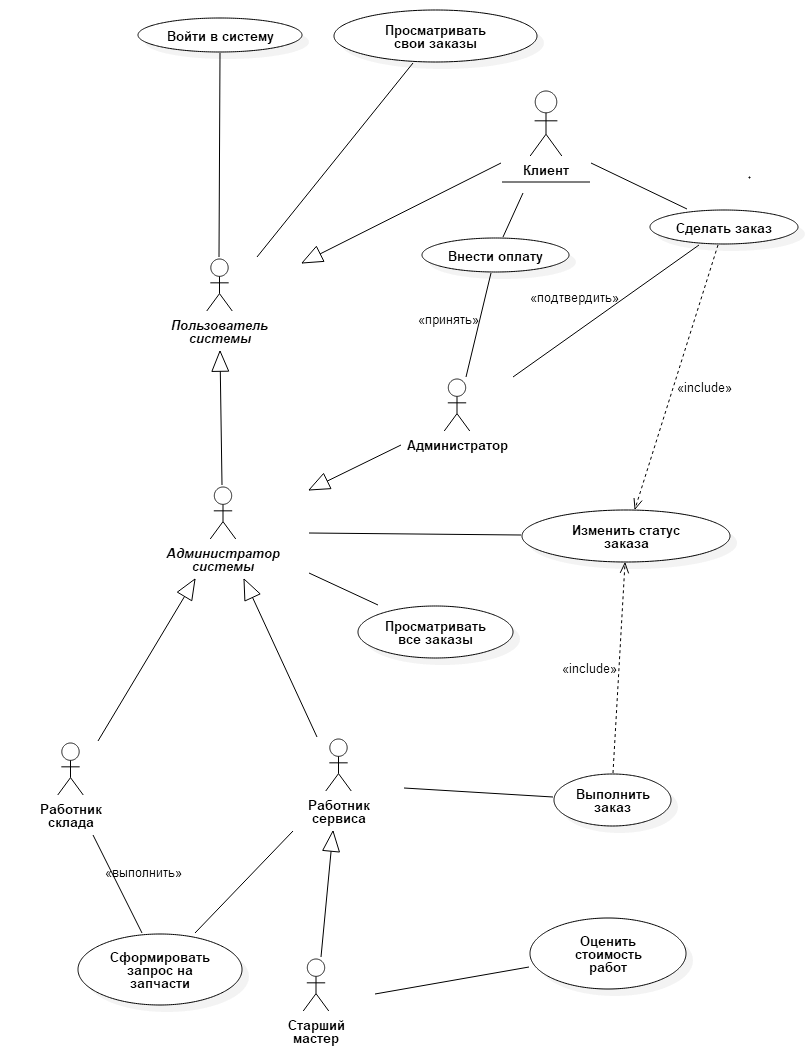 Войти в систему
Просматривать
свои заказы
Клиент
Сделать заказ
Внести оплату
«подтвердить»
«принять»
Пользователь
системы
«include»
Администратор
Изменить статус
заказа
Администратор
системы
Просматривать
все заказы
«include»
Выполнить
заказ
Работник
сервиса
Работник
склада
«выполнить»
Сформировать
запрос на
запчасти
Оценить
стоимость
работ
Старший
мастер